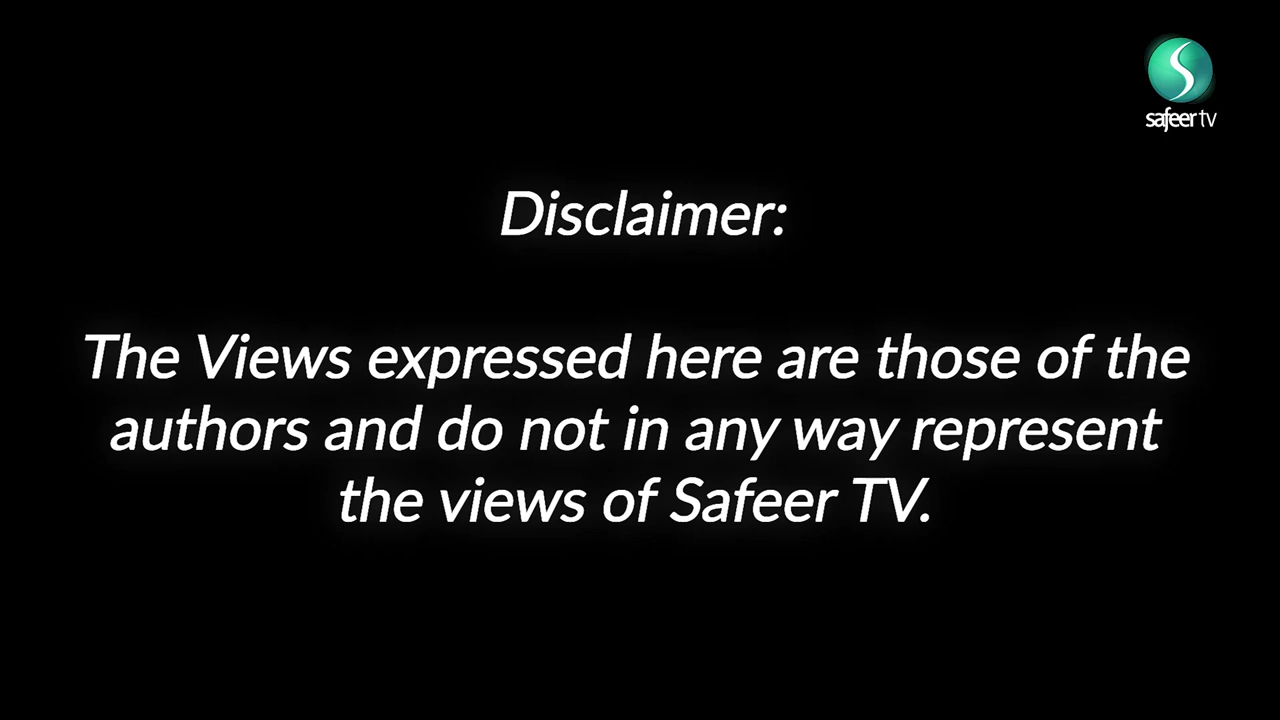 safeer tv
Disclaimer:
The Views expressed here are those of the
authors and do not in any way represent
the views of Safeer TV.